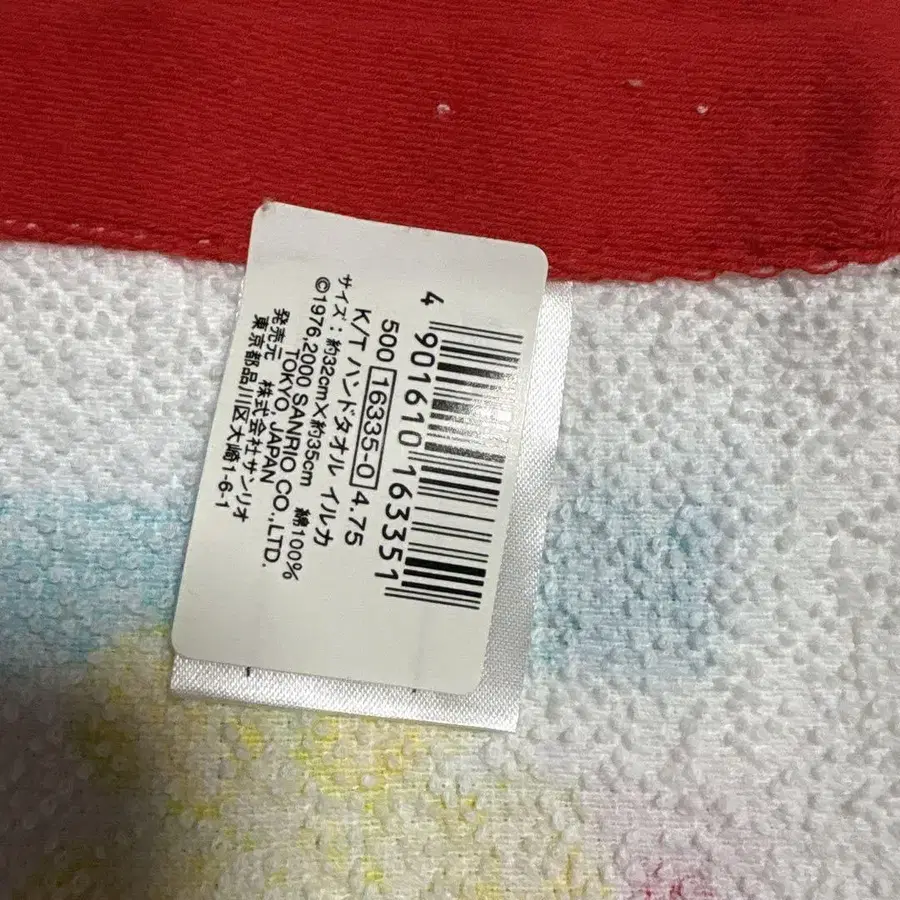 4 901610 163351
500 16335-0 4.75
K/T ハンドタオル イルカ
サイズ:約32cm×約35cm 綿100%
©1976,2000 SANRIO CO.,LTD.
TOKYO, JAPAN
発売元 株式会社サンリオ
東京都品川区大崎1-6-1